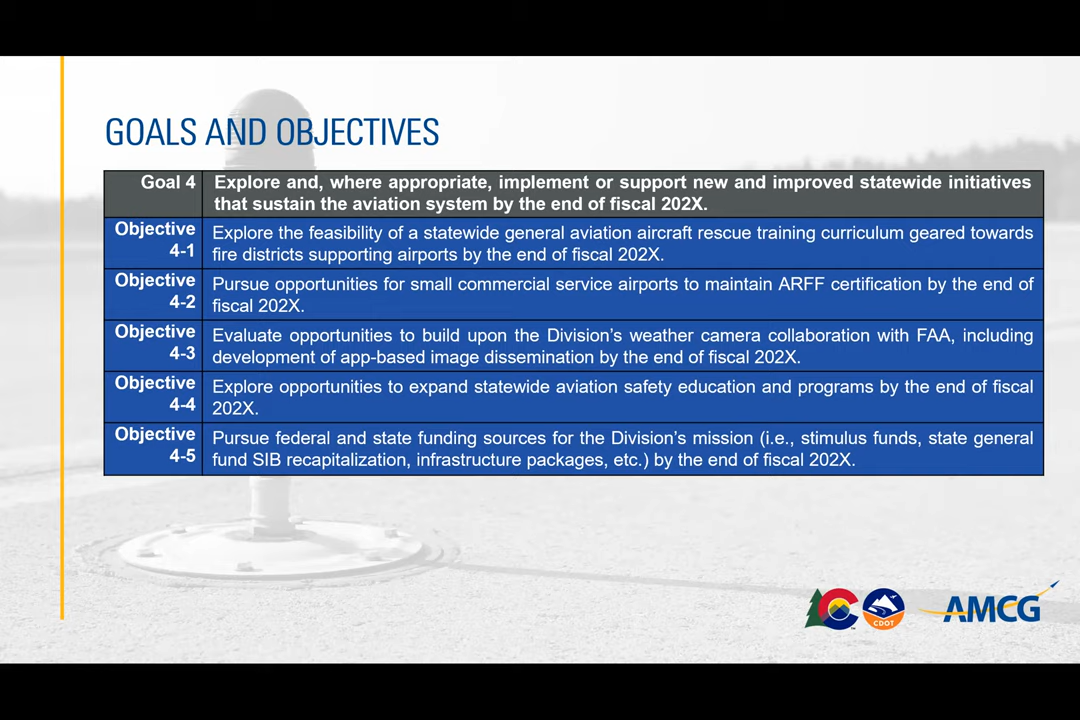 GOALS AND OBJECTIVES
Goal 4
Explore and, where appropriate, implement or support new and improved statewide initiatives
that sustain the aviation system by the end of fiscal 202X.
Objective
4-1
Explore the feasibility of a statewide general aviation aircraft rescue training curriculum geared towards
fire districts supporting airports by the end of fiscal 202X.
Objective
4-2
Pursue opportunities for small commercial service airports to maintain ARFF certification by the end of
fiscal 202X.
Objective
4-3
Evaluate opportunities to build upon the Division's weather camera collaboration with FAA, including
development of app-based image dissemination by the end of fiscal 202X.
Objective
4-4
Explore opportunities to expand statewide aviation safety education and programs by the end of fiscal
202X.
Objective
4-5
Pursue federal and state funding sources for the Division's mission (i.e., stimulus funds, state general
fund SIB recapitalization, infrastructure packages, etc.) by the end of fiscal 202X.
CDOT
AMCG